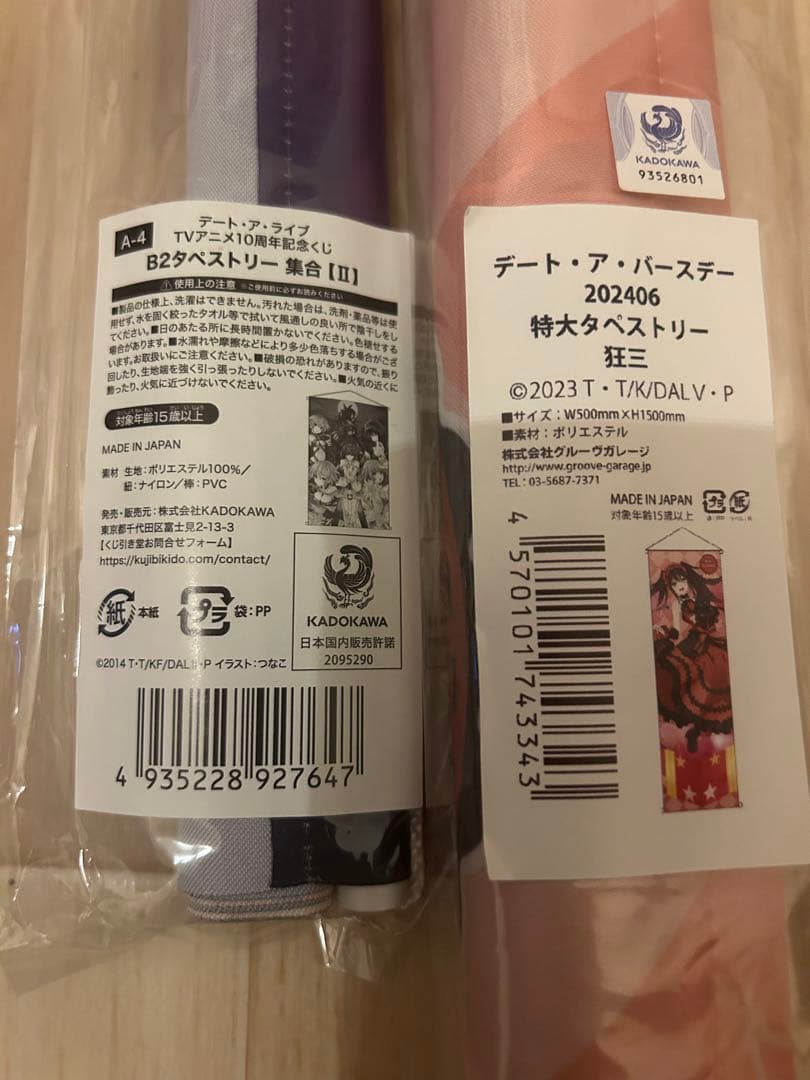 A-4
デート・ア・ライブ
TVアニメ10周年記念くじ
B2タペストリー 集合【II】
⚠使用上の注意 ※ご使用前に必ずお読みください
■製品の仕様上、洗濯はできません。汚れた場合は、洗剤・薬品等は使
用せず、水を固く絞ったタオル等で拭いて風通しの良い所で陰干しをし
てください。■日のあたる所に長時間置かないでください。色褪せする
場合があります。■水濡れや摩擦などにより多少色落ちする場合がござ
います。お取扱いにご注意ください。■破損の恐れがありますので、振り
回したり、生地端を強く引っ張ったりしないでください。■火気の近くに
飾ったり、火気に近づけないでください。
対象年齢15歳以上
MADE IN JAPAN
素材 生地:ポリエステル100%/
紐:ナイロン/棒:PVC
発売・販売元:株式会社KADOKAWA
東京都千代田区富士見2-13-3
【くじ引き堂お問合せフォーム】
https://kujibikido.com/contact/
紙 本紙 プラ 袋:PP
KADOKAWA
日本国内販売許諾
2095290
©2014 T・T/KF/DALⅡ・P イラスト:つなこ
4 935228 927647
KADOKAWA
93526801
デート・ア・バースデー
202406
特大タペストリー
狂三
©2023 T・T/K/DALV・P
■サイズ:W500mm×H1500mm
■素材:ポリエステル
株式会社グルーヴガレージ
http://www.groove-garage.jp
TEL:03-5687-7371
MADE IN JAPAN
対象年齢15歳以上
プラ 紙
4 570101 743343